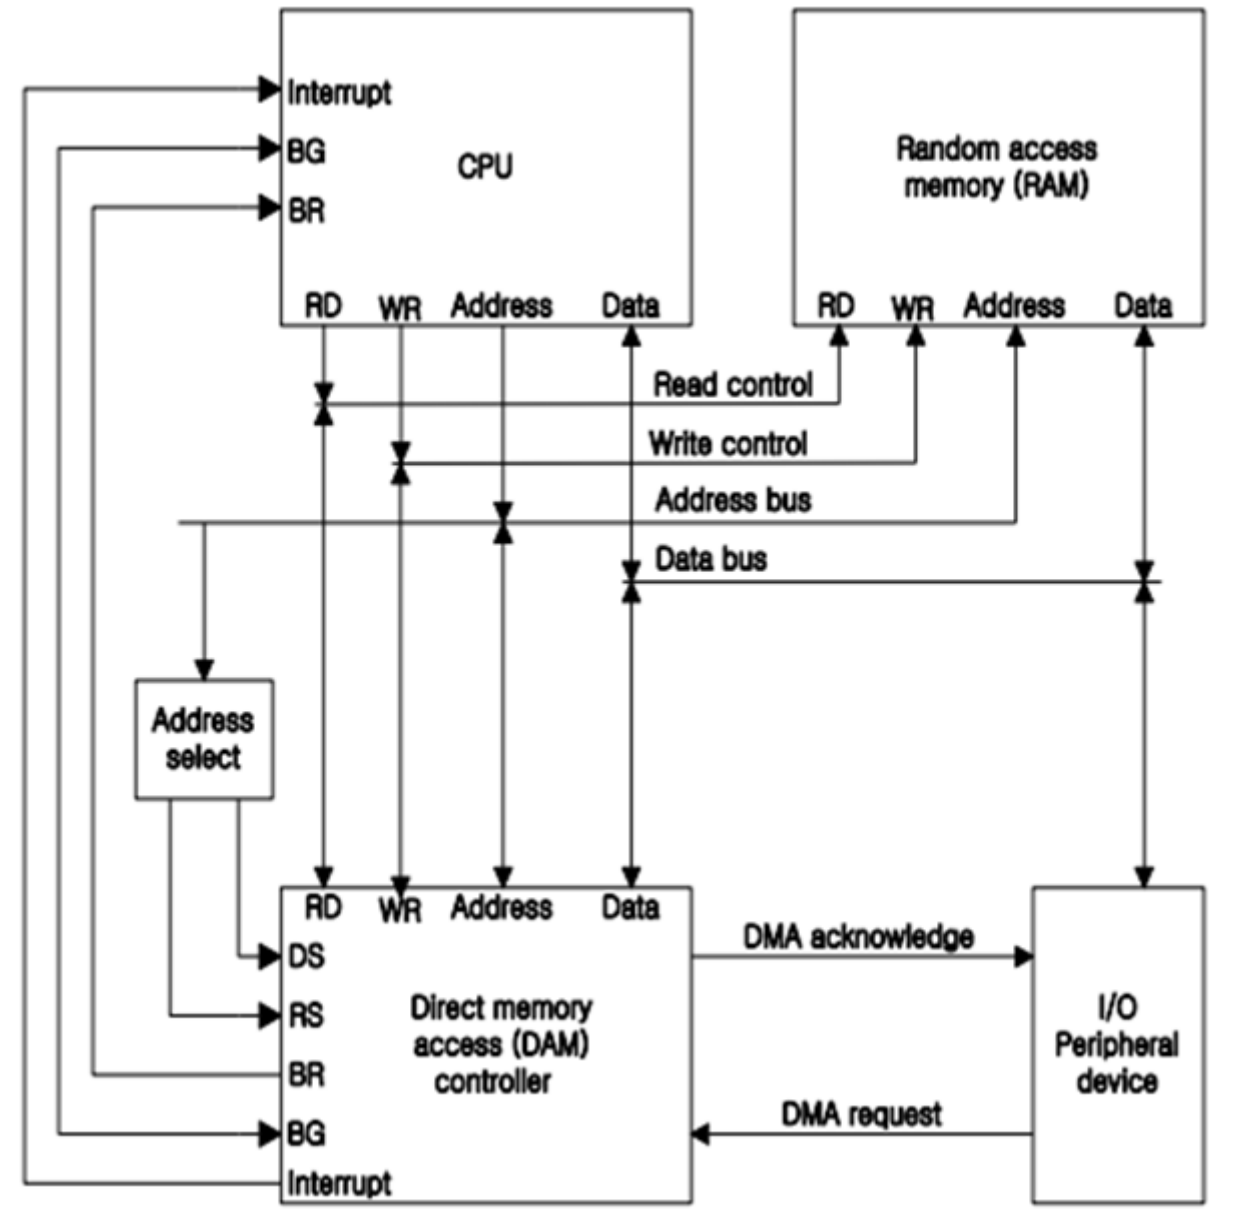 Interrupt
BG
CPU
BR
RD WR Address Data
Random access
memory (RAM)
RD WR Address Data
Read control
Write control
Address bus
Data bus
Address
select
RD WR Address Data
DS
RS
BR
BG
Interrupt
Direct memory
access (DAM)
controller
DMA acknowledge
DMA request
I/O
Peripheral
device